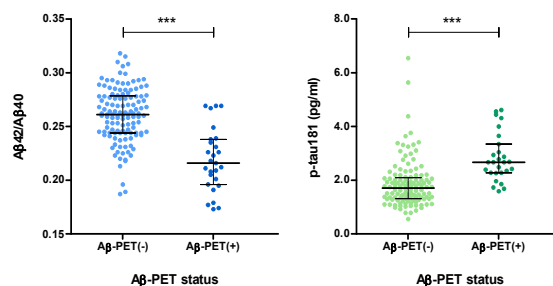 ***
Aβ42/Aβ40
0.35
0.30
0.25
0.20
0.15
Aβ-PET(-)
Aβ-PET(+)
Aβ-PET status
***
p-tau181 (pg/ml)
8.0
6.0
4.0
2.0
0.0
Aβ-PET(-)
Aβ-PET(+)
Aβ-PET status